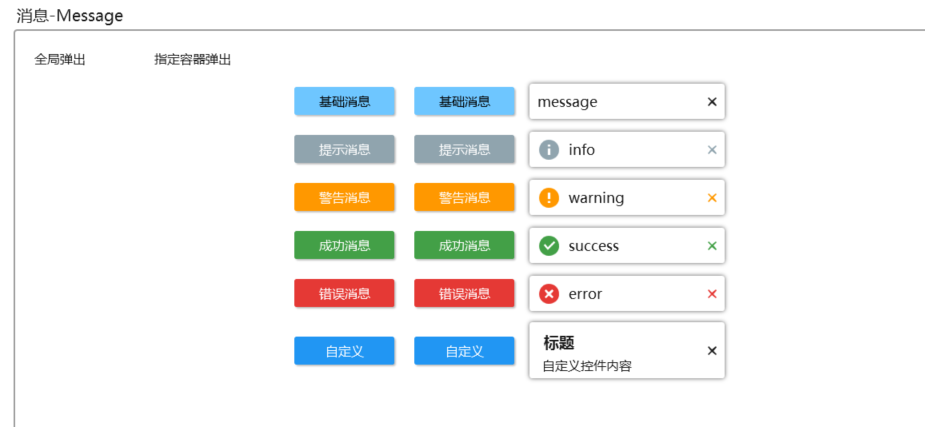 消息-Message
全局弹出 指定容器弹出
基础消息 基础消息 message
提示消息 提示消息 info
警告消息 警告消息 warning
成功消息 成功消息 success
错误消息 错误消息 error
自定义 自定义 标题
自定义控件内容